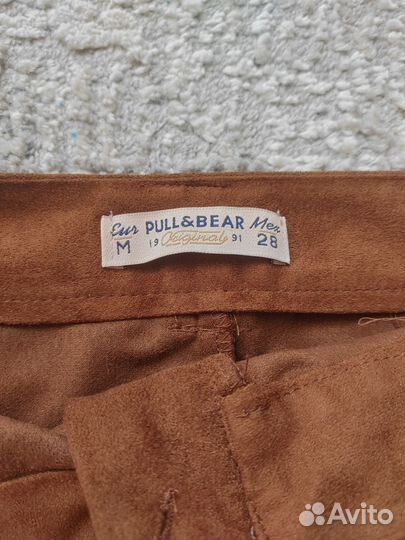 Eur PULL&BEAR Mex
M 19 Original 91 28
Avito